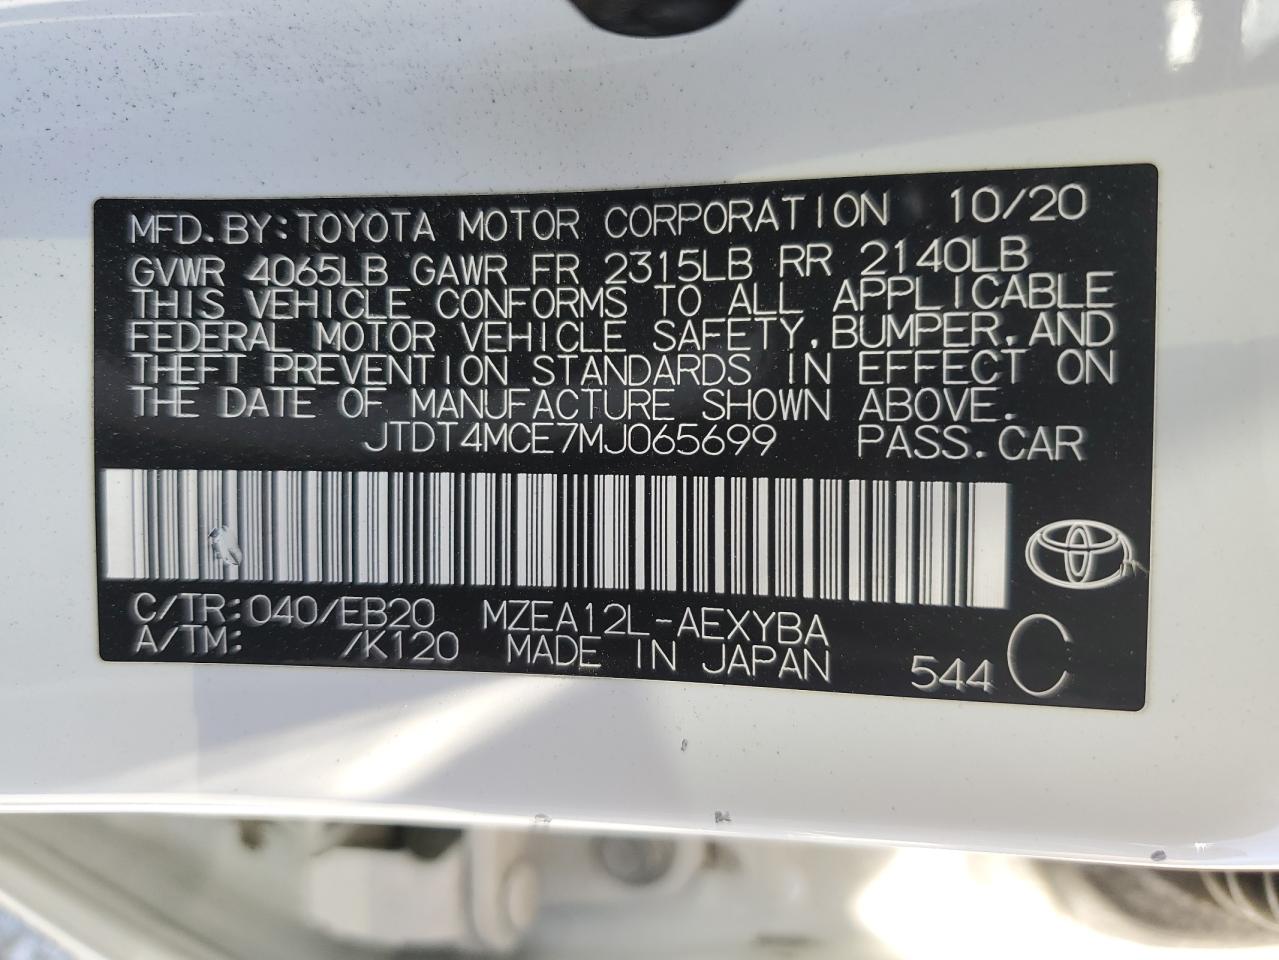 MFD. BY: TOYOTA MOTOR CORPORATION 10/20
GVWR 4065LB GAWR FR 2315LB RR 2140LB
THIS VEHICLE CONFORMS TO ALL APPLICABLE
FEDERAL MOTOR VEHICLE SAFETY, BUMPER, AND
THEFT PREVENTION STANDARDS IN EFFECT ON
THE DATE OF MANUFACTURE SHOWN ABOVE.
JTDT4MCE7MJ065699 PASS. CAR
C/TR: 040/EB20 MZEA12L-AEXYBA
A/TM: /K120 MADE IN JAPAN 544 C